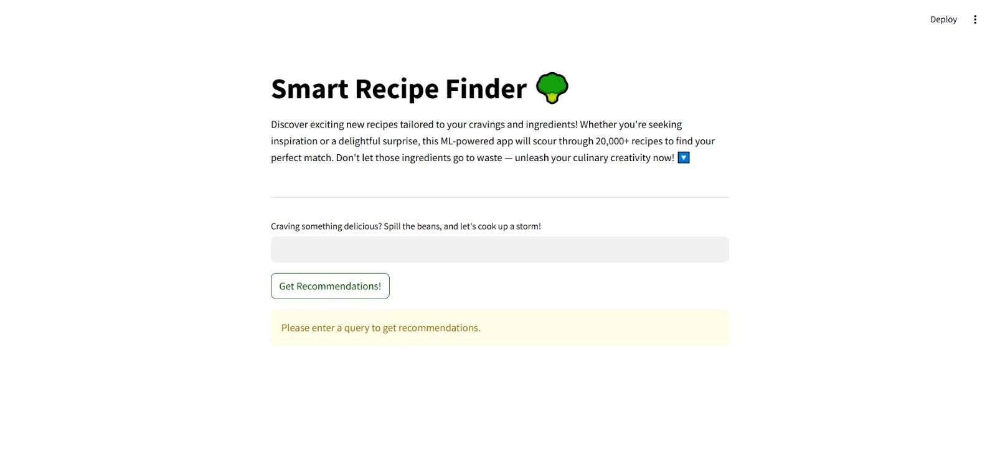 Deploy
Smart Recipe Finder 🥦
Discover exciting new recipes tailored to your cravings and ingredients! Whether you're seeking
inspiration or a delightful surprise, this ML-powered app will scour through 20,000+ recipes to find your
perfect match. Don't let those ingredients go to waste — unleash your culinary creativity now! 🔽
Craving something delicious? Spill the beans, and let's cook up a storm!
Get Recommendations!
Please enter a query to get recommendations.